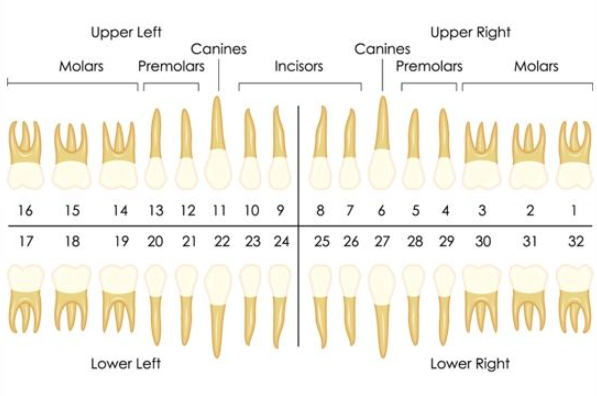 Upper Left Upper Right
Canines Canines
Molars Premolars Incisors Premolars Molars
16 15 14 13 12 11 10 9 8 7 6 5 4 3 2 1
17 18 19 20 21 22 23 24 25 26 27 28 29 30 31 32
Lower Left Lower Right